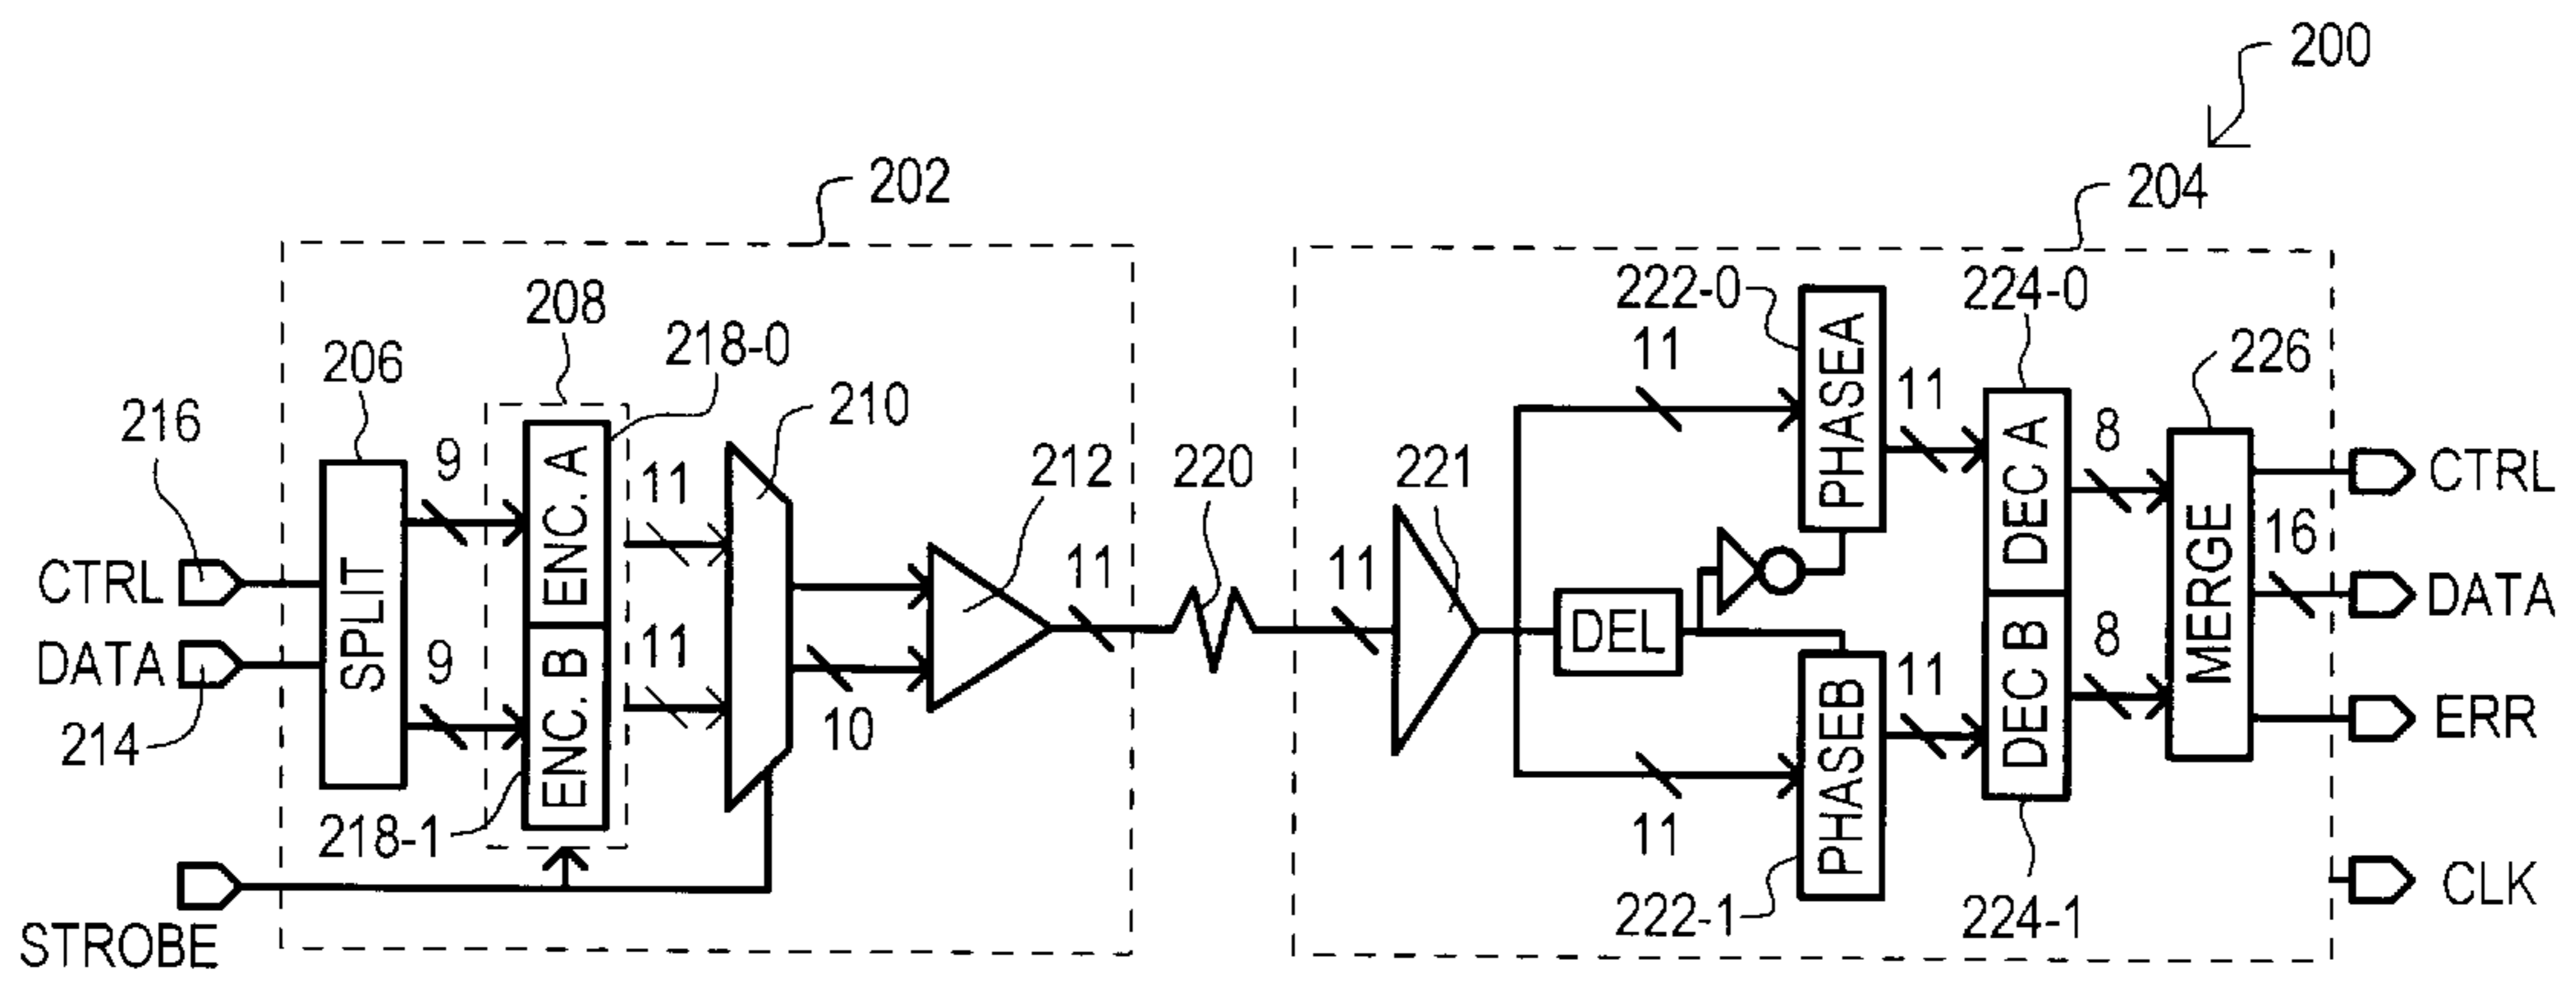 200
202
204
208
222-0
224-0
218-0
11
226
206
210
216
9
ENC. A
11
212
220
221
PHASEA
11
DEC A
8
CTRL
CTRL
SPLIT
11
11
DEL
MERGE
16
DATA
DATA
9
ENC. B
11
10
PHASEB
11
DEC B
8
ERR
214
218-1
11
222-1
224-1
CLK
STROBE